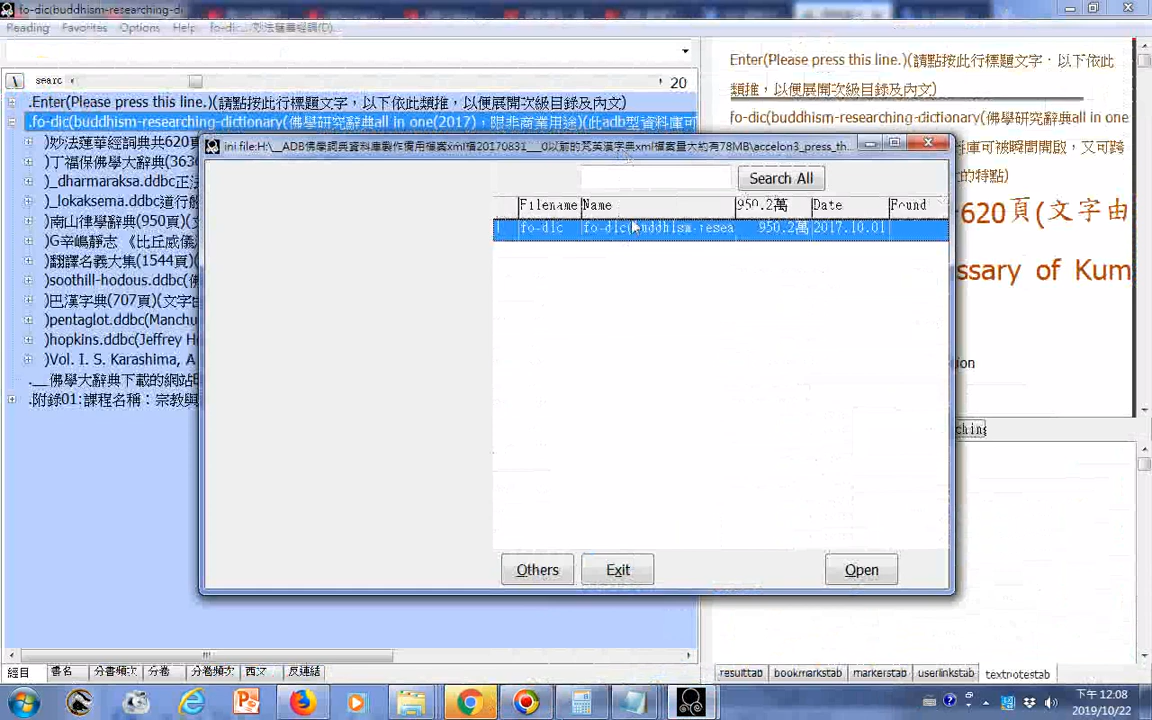 fo-dic(buddhism-researching-di
Reading Favorites Options Help
searc
20
.Enter(Please press this line.)(請點按此行標題文字，以下依此類推，以便展開次級目錄及內文)
.fo-dic(buddhism-researching-dictionary(佛學研究辭典all in one(2017)，限非商業用途)(此adb型資料庫可
)妙法蓮華經詞典共620頁
)丁福保佛學大辭典(363
)_dharmaraksa.ddbc正法
)_lokaksema.ddbc道行般
)南山律學辭典(950頁)(文
)G辛嶋静志 《比丘威儀
)翻譯名義大集(1544頁)
)soothill-hodous.ddbc(佛
)巴漢字典(707頁)(文字由
)pentaglot.ddbc(Manchu
)hopkins.ddbc(Jeffrey H
)Vol. I. S. Karashima, A
.__佛學大辭典下載的網站
.附錄01:課程名稱：宗教與
ini file:H:\__ADB佛學詞典資料庫製作備用檔案xml檔20170831___0以前的梵英漢字典xml檔案量大約有78MB\accelon3_press_th...
Search All
Filename Name 950.2萬 Date Found
fo-dic fo-dic(buddhism-resea 950.2萬 2017.10.01
Others Exit Open
Enter(Please press this line.)(請點按此行標題文字．以下依此
類推，以便展開次級目錄及內文)
fo-dic(buddhism-researching-dictionary(佛學研究辭典all in one
庫可被瞬間開啟，又可跨
的特點)
620頁(文字由
ssary of Kum
ion
ching
經目 書名 分書頻次 分卷 分卷頻次 西文 反連結
resulttab bookmarkstab markerstab userlinkstab textnotestab
下午 12:08
2019/10/22